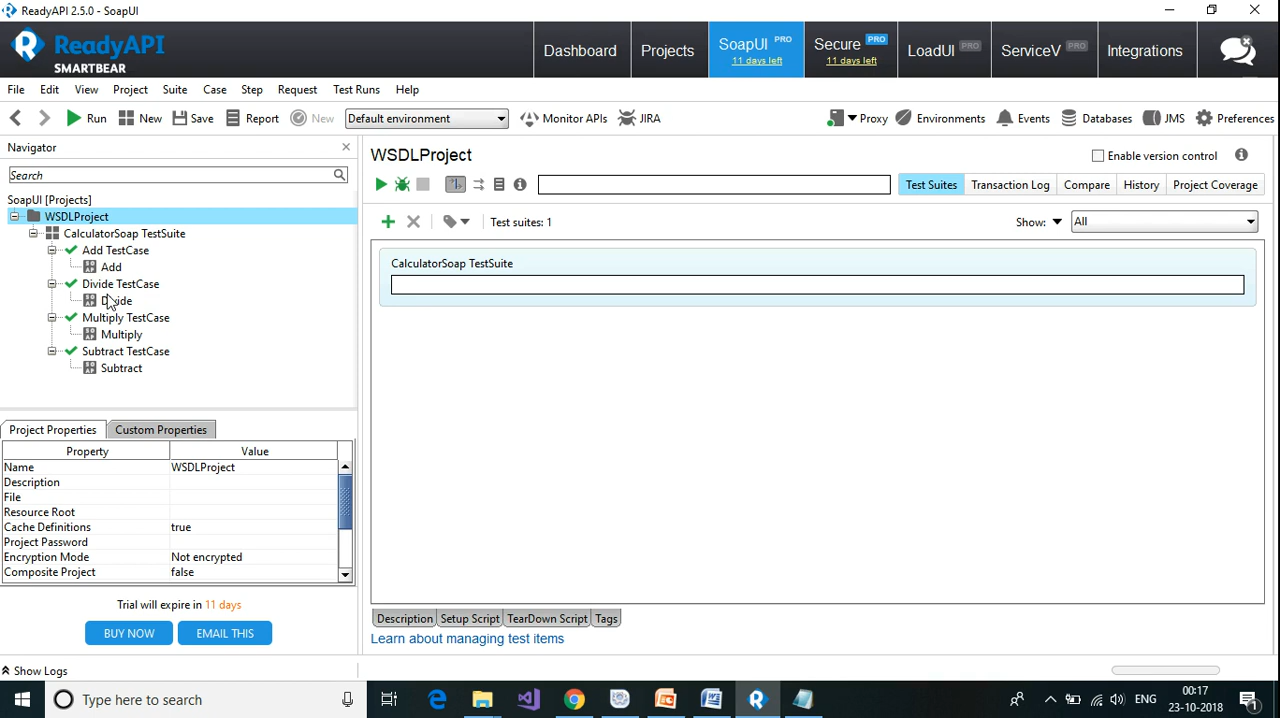 ReadyAPI 2.5.0 - SoapUI
ReadyAPI
SMARTBEAR
Dashboard
Projects
SoapUI PRO
11 days left
Secure PRO
11 days left
LoadUI PRO
ServiceV PRO
Integrations
File Edit View Project Suite Case Step Request Test Runs Help
Run New Save Report New Default environment Monitor APIs JIRA Proxy Environments Events Databases JMS Preferences
Navigator
Search
SoapUI [Projects]
WSDLProject
CalculatorSoap TestSuite
Add TestCase
Add
Divide TestCase
Divide
Multiply TestCase
Multiply
Subtract TestCase
Subtract
Project Properties Custom Properties
Property Value
Name WSDLProject
Description
File
Resource Root
Cache Definitions true
Project Password
Encryption Mode Not encrypted
Composite Project false
Trial will expire in 11 days
BUY NOW EMAIL THIS
Show Logs
WSDLProject
Enable version control
Test Suites Transaction Log Compare History Project Coverage
Test suites: 1
Show: All
CalculatorSoap TestSuite
Description Setup Script TearDown Script Tags
Learn about managing test items
Type here to search
ENG
00:17
23-10-2018
1